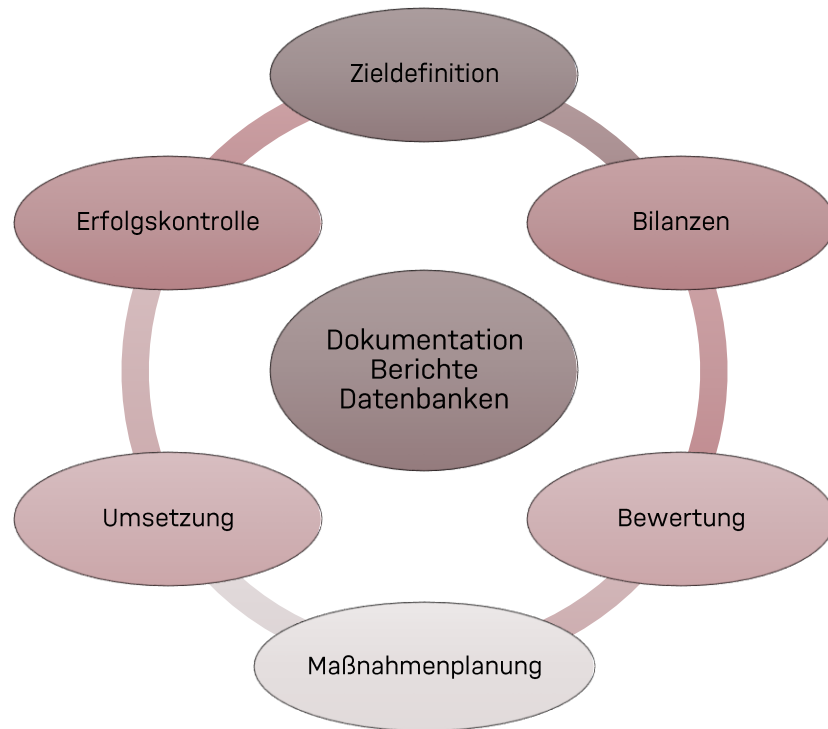 Zieldefinition
Erfolgskontrolle
Bilanzen
Dokumentation
Berichte
Datenbanken
Umsetzung
Bewertung
Maßnahmenplanung